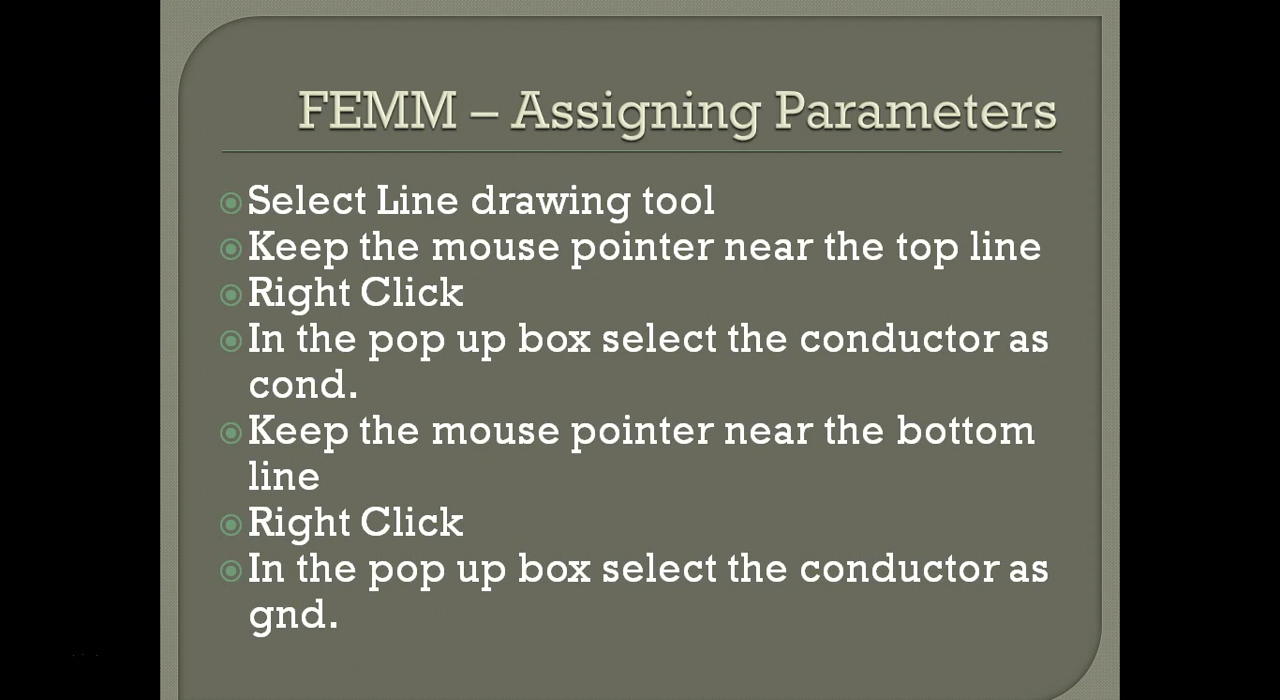 FEMM – Assigning Parameters
Select Line drawing tool
Keep the mouse pointer near the top line
Right Click
In the pop up box select the conductor as
cond.
Keep the mouse pointer near the bottom
line
Right Click
In the pop up box select the conductor as
gnd.